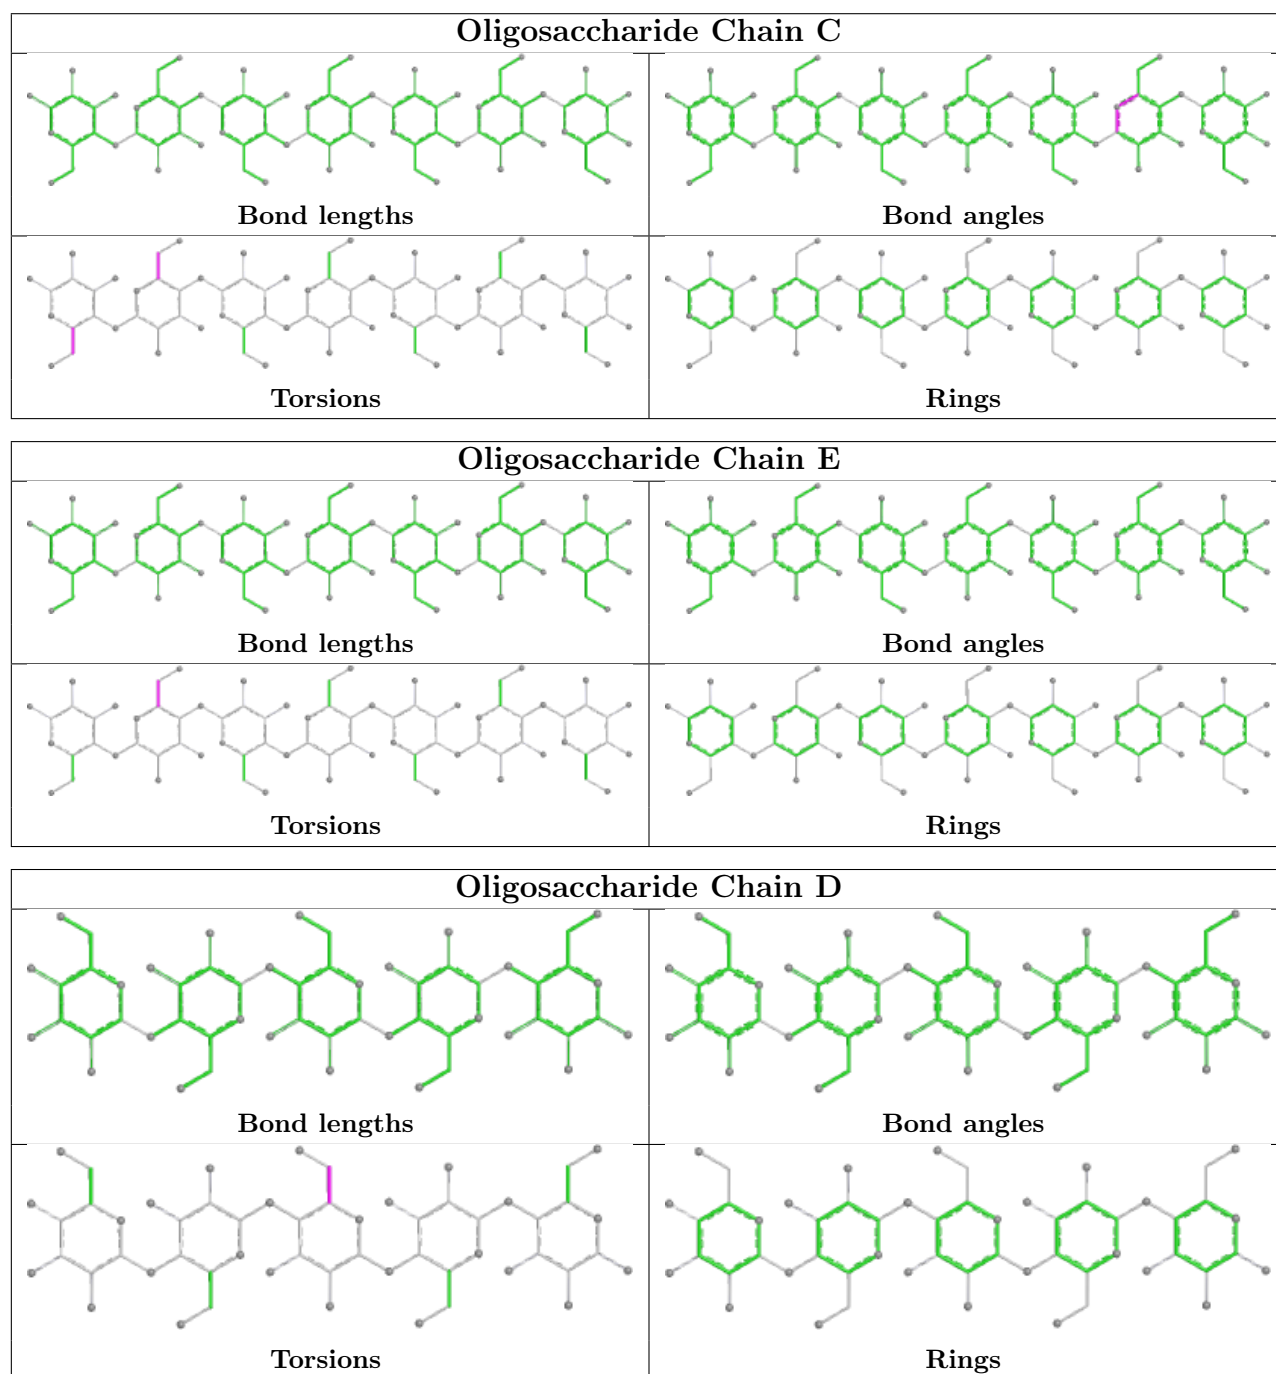 Oligosaccharide Chain C
Bond lengths
Bond angles
Torsions
Rings
Oligosaccharide Chain E
Bond lengths
Bond angles
Torsions
Rings
Oligosaccharide Chain D
Bond lengths
Bond angles
Torsions
Rings